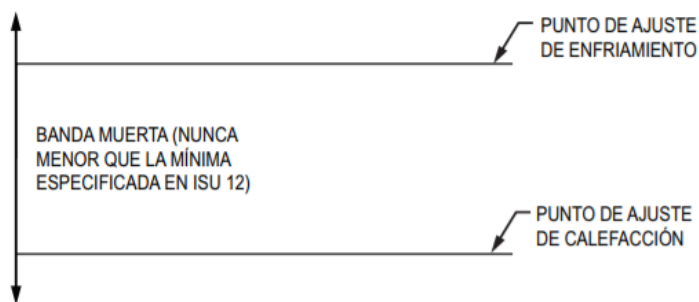 PUNTO DE AJUSTE
DE ENFRIAMIENTO
BANDA MUERTA (NUNCA
MENOR QUE LA MÍNIMA
ESPECIFICADA EN ISU 12)
PUNTO DE AJUSTE
DE CALEFACCIÓN